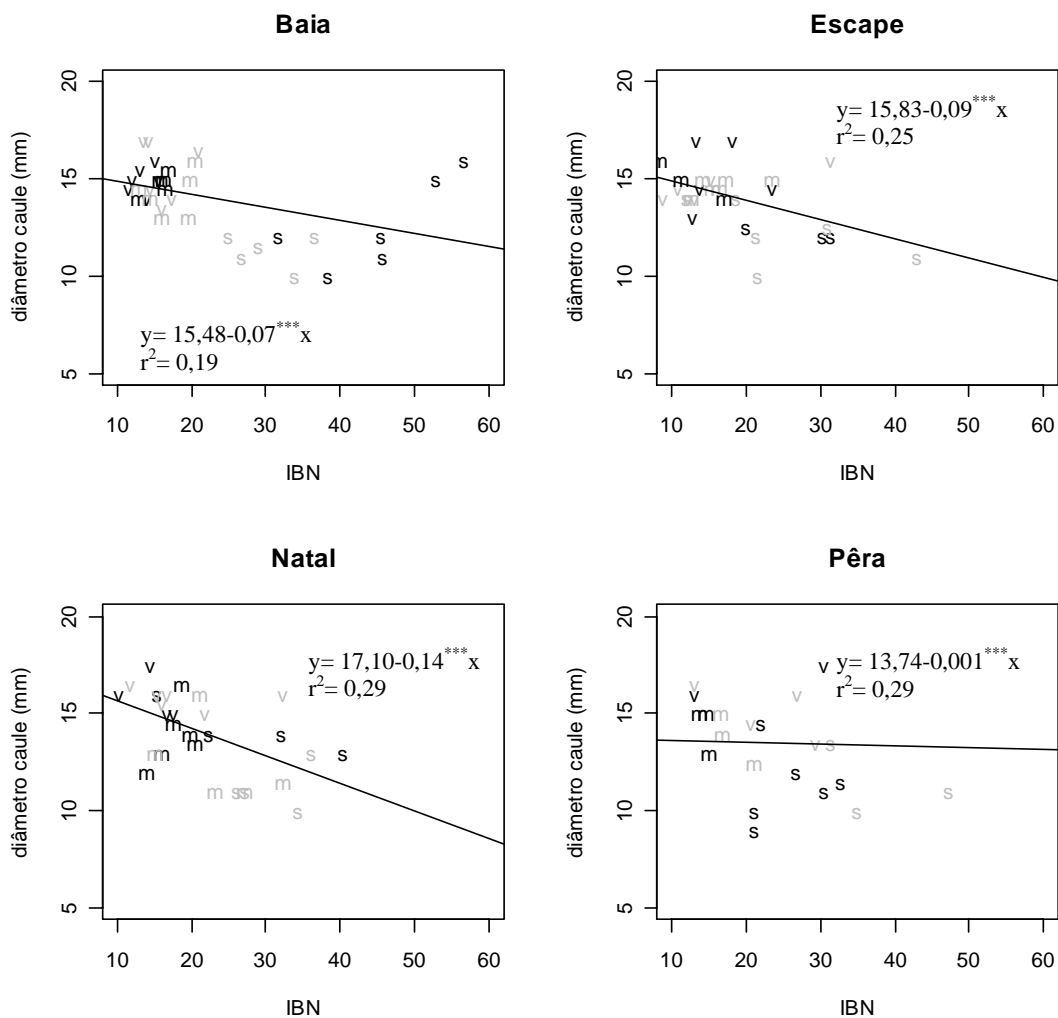 Baia
diâmetro caule (mm)
20
15
10
5
y= 15,48-0,07***x
r2= 0,19
10 20 30 40 50 60
IBN
Escape
diâmetro caule (mm)
20
15
10
5
y= 15,83-0,09***x
r2= 0,25
10 20 30 40 50 60
IBN
Natal
diâmetro caule (mm)
20
15
10
5
y= 17,10-0,14***x
r2= 0,29
10 20 30 40 50 60
IBN
Pêra
diâmetro caule (mm)
20
15
10
5
y= 13,74-0,001***x
r2= 0,29
10 20 30 40 50 60
IBN